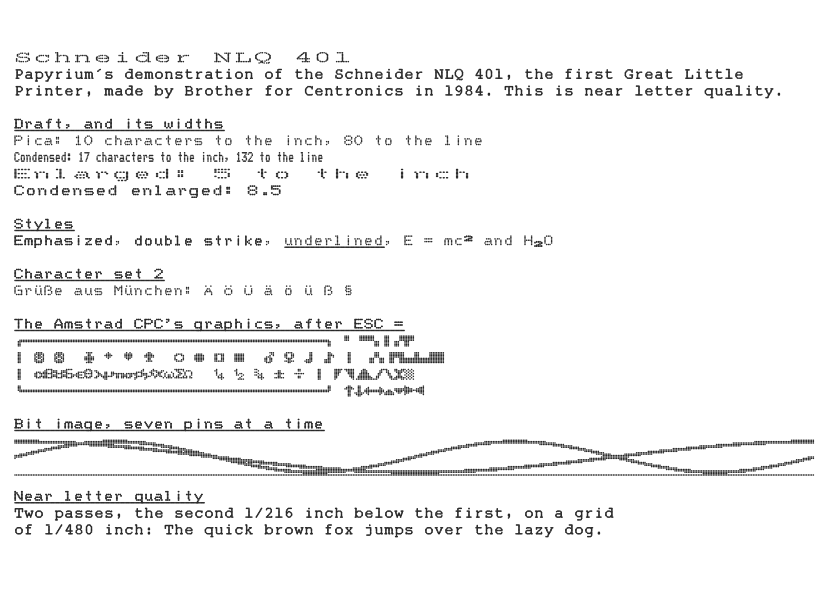 Schneider NLQ 401
Papyrium´s demonstration of the Schneider NLQ 401, the first Great Little
Printer, made by Brother for Centronics in 1984. This is near letter quality.
Draft, and its widths
Pica: 10 characters to the inch, 80 to the line
Condensed: 17 characters to the inch, 132 to the line
Enlarged: 5 to the inch
Condensed enlarged: 8.5
Styles
Emphasized, double strike, underlined, E = mc² and H₂O
Character set 2
Grüße aus München: Ä Ö Ü ä ö ü ß §
The Amstrad CPC's graphics, after ESC =
¼ ½ ¾ ± ÷
Bit image, seven pins at a time
Near letter quality
Two passes, the second 1/216 inch below the first, on a grid
of 1/480 inch: The quick brown fox jumps over the lazy dog.